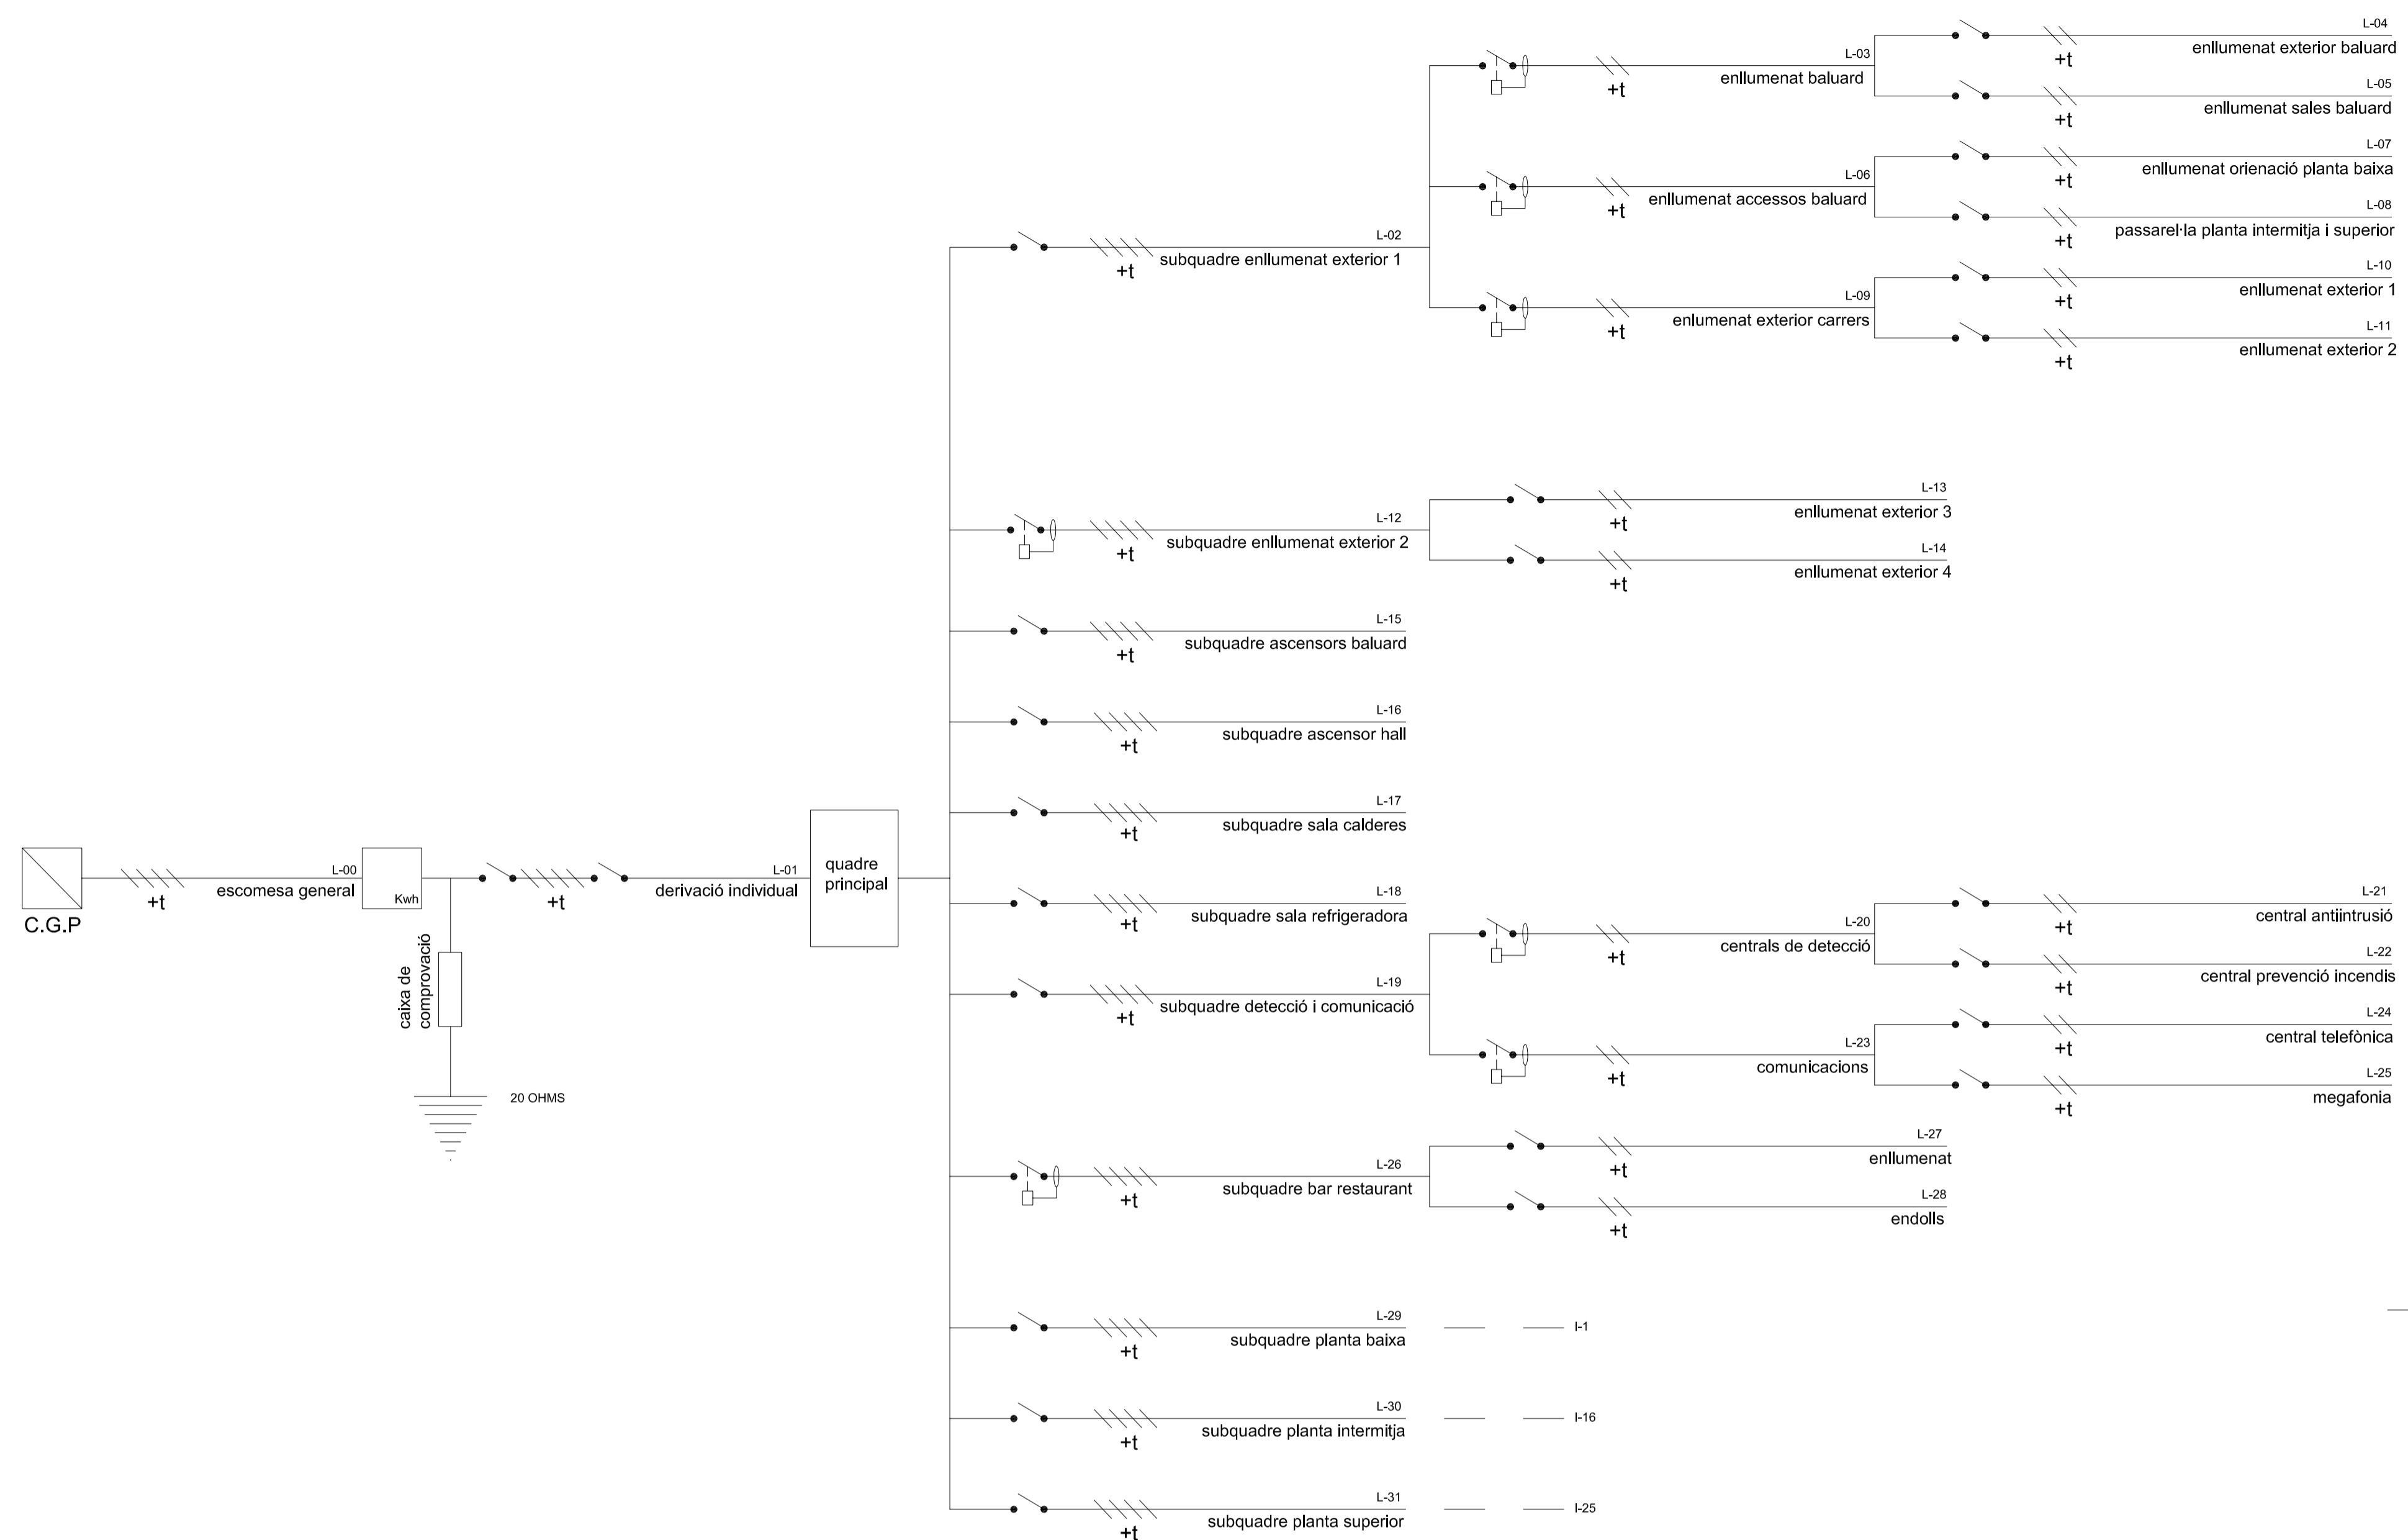 L-04
enllumenat exterior baluard
+t
L-03
enllumenat baluard
+t
L-05
enllumenat sales baluard
+t
L-07
enllumenat orienació planta baixa
+t
L-06
enllumenat accessos baluard
+t
L-08
passarel·la planta intermitja i superior
+t
L-02
subquadre enllumenat exterior 1
+t
L-10
enllumenat exterior 1
+t
L-09
enlumenat exterior carrers
+t
L-11
enllumenat exterior 2
+t
L-13
enllumenat exterior 3
+t
L-12
subquadre enllumenat exterior 2
+t
L-14
enllumenat exterior 4
+t
L-15
subquadre ascensors baluard
+t
L-16
subquadre ascensor hall
+t
L-17
subquadre sala calderes
+t
C.G.P
+t
L-00
escomesa general
Kwh
+t
L-01
derivació individual
quadre
principal
caixa de
comprovació
20 OHMS
L-18
subquadre sala refrigeradora
+t
L-21
central antiintrusió
+t
L-20
centrals de detecció
+t
L-22
central prevenció incendis
+t
L-19
subquadre detecció i comunicació
+t
L-24
central telefònica
+t
L-23
comunicacions
+t
L-25
megafonia
+t
L-27
enllumenat
+t
L-26
subquadre bar restaurant
+t
L-28
endolls
+t
L-29
subquadre planta baixa
+t
I-1
L-30
subquadre planta intermitja
+t
I-16
L-31
subquadre planta superior
+t
I-25